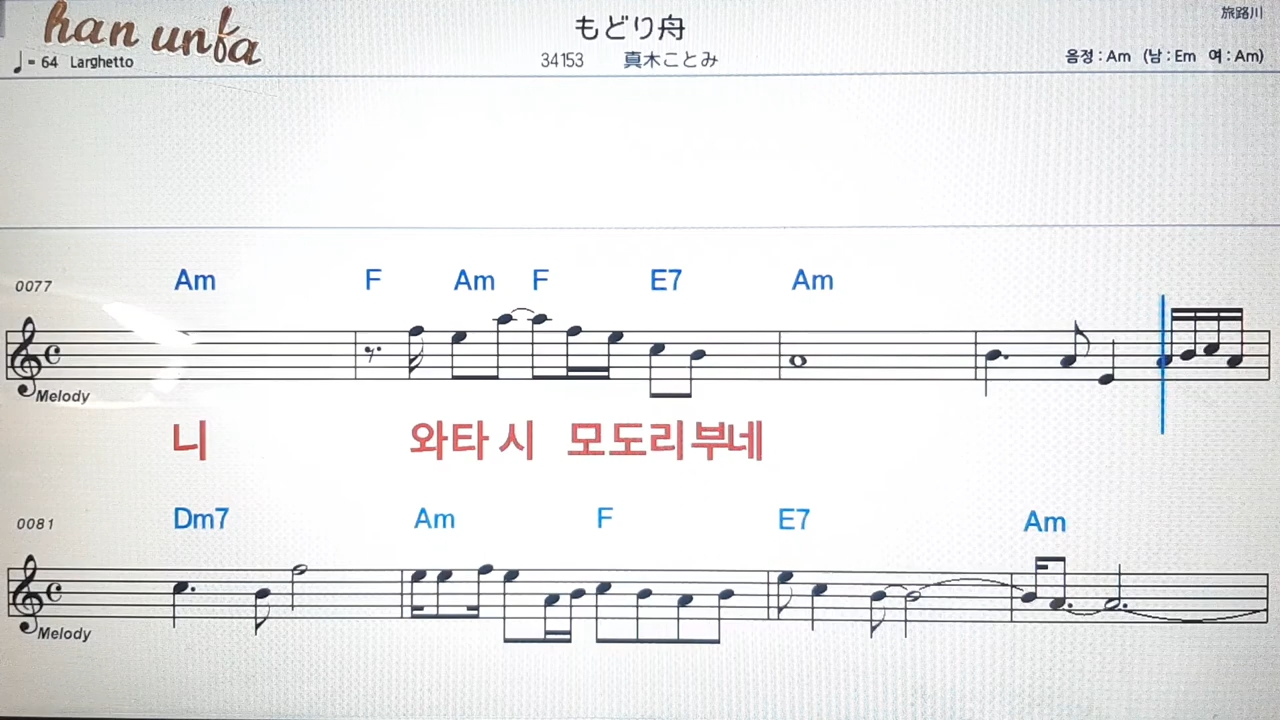 han unfa
もどり舟
旅路川
♩= 64 Larghetto
34153 真木ことみ
음정 : Am (남 : Em 여 : Am)
0077 Am F Am F E7 Am
Melody
니 와타시 모도리부네
0081 Dm7 Am F E7 Am
Melody